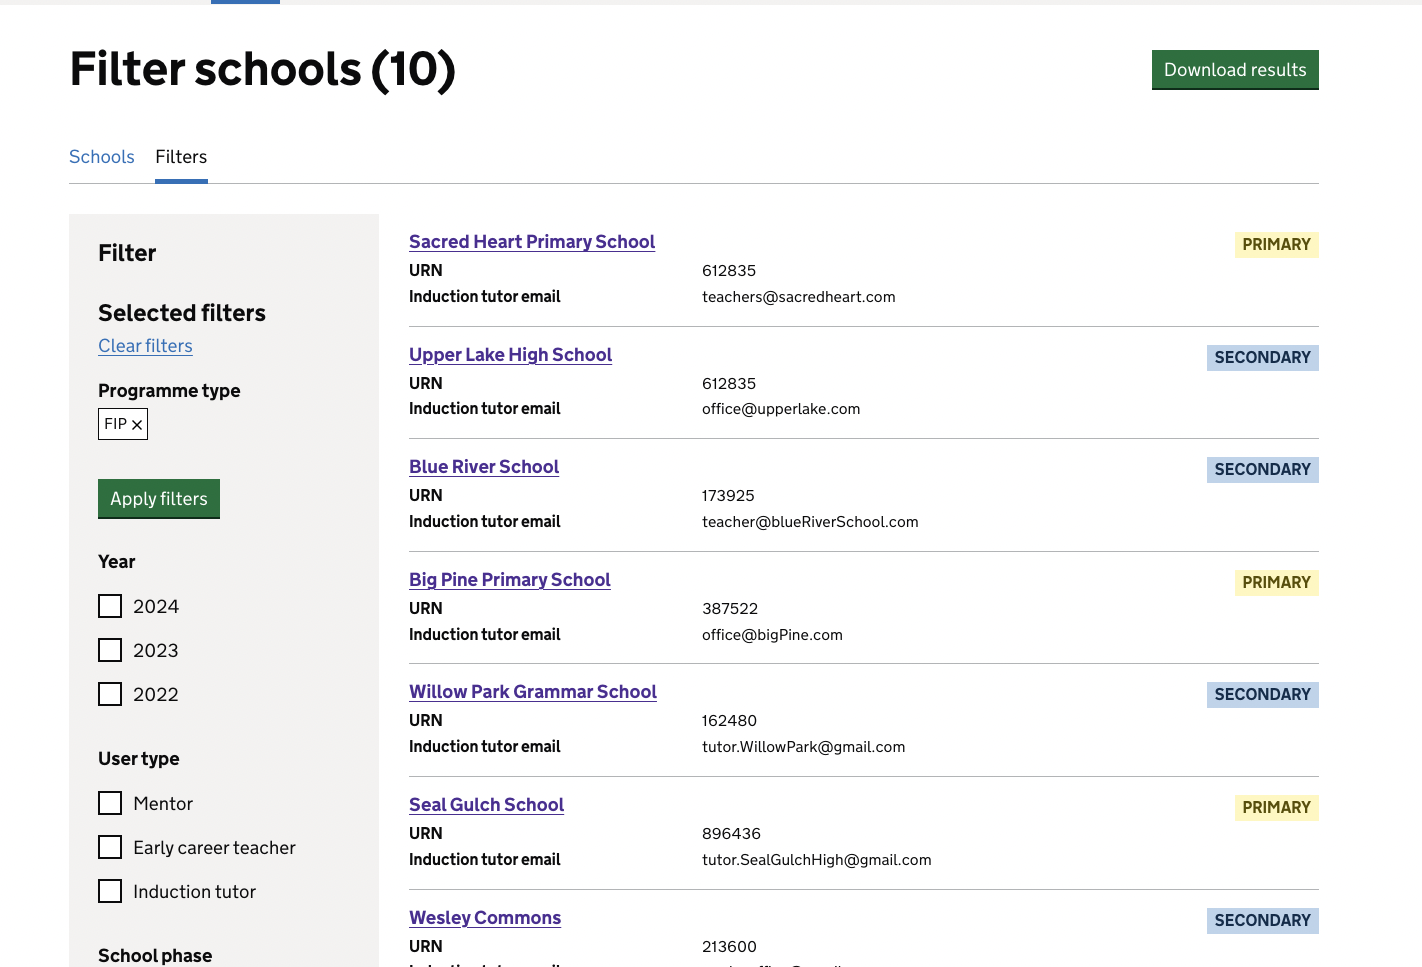 Filter schools (10)
Download results
Schools Filters
Filter
Selected filters
Clear filters
Programme type
FIP ×
Apply filters
Year
2024
2023
2022
User type
Mentor
Early career teacher
Induction tutor
School phase
Sacred Heart Primary School PRIMARY
URN 612835
Induction tutor email teachers@sacredheart.com
Upper Lake High School SECONDARY
URN 612835
Induction tutor email office@upperlake.com
Blue River School SECONDARY
URN 173925
Induction tutor email teacher@blueRiverSchool.com
Big Pine Primary School PRIMARY
URN 387522
Induction tutor email office@bigPine.com
Willow Park Grammar School SECONDARY
URN 162480
Induction tutor email tutor.WillowPark@gmail.com
Seal Gulch School PRIMARY
URN 896436
Induction tutor email tutor.SealGulchHigh@gmail.com
Wesley Commons SECONDARY
URN 213600